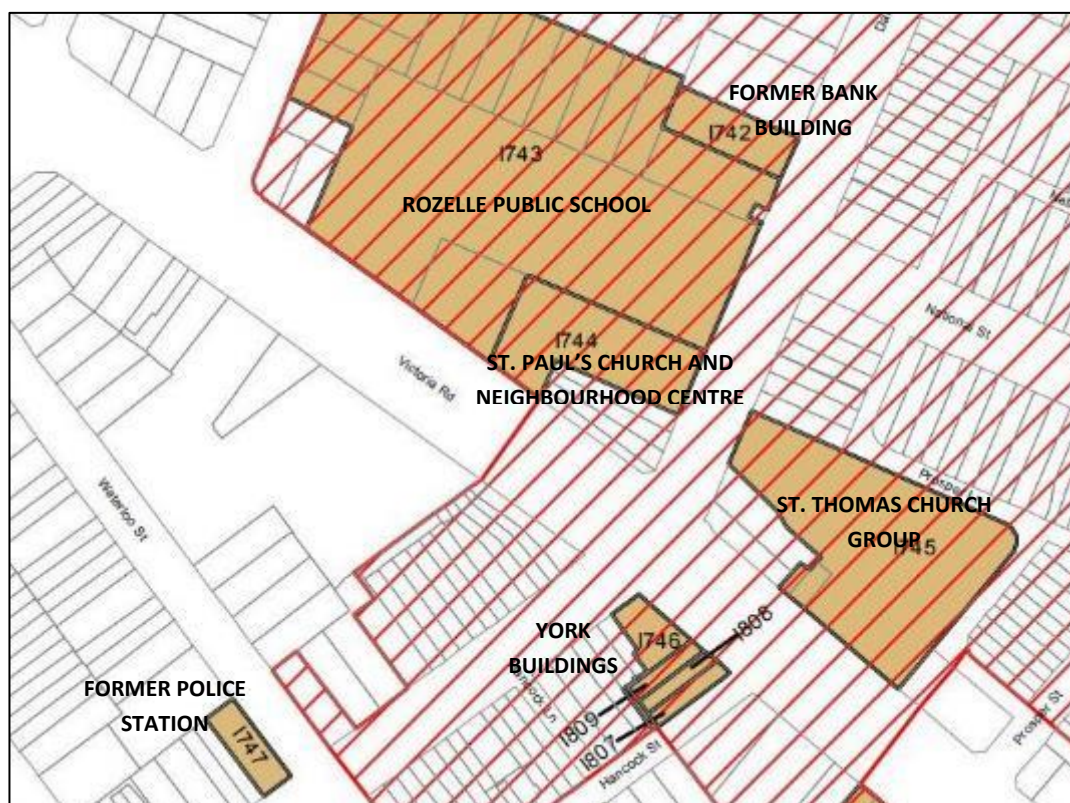 FORMER BANK
BUILDING
I742
I743
ROZELLE PUBLIC SCHOOL
National St
I744
ST. PAUL'S CHURCH AND
NEIGHBOURHOOD CENTRE
Victoria Rd
ST. THOMAS CHURCH
GROUP
I745
Waterloo St
YORK
BUILDINGS
I746
I808
I809
I807
Hancock St
Prosper St
FORMER POLICE
STATION
I747